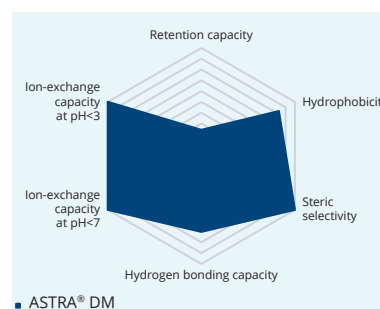 Retention capacity
Ion-exchange
capacity
at pH<3
Hydrophobicit
Ion-exchange
capacity
at pH<7
Steric
selectivity
Hydrogen bonding capacity
ASTRA® DM